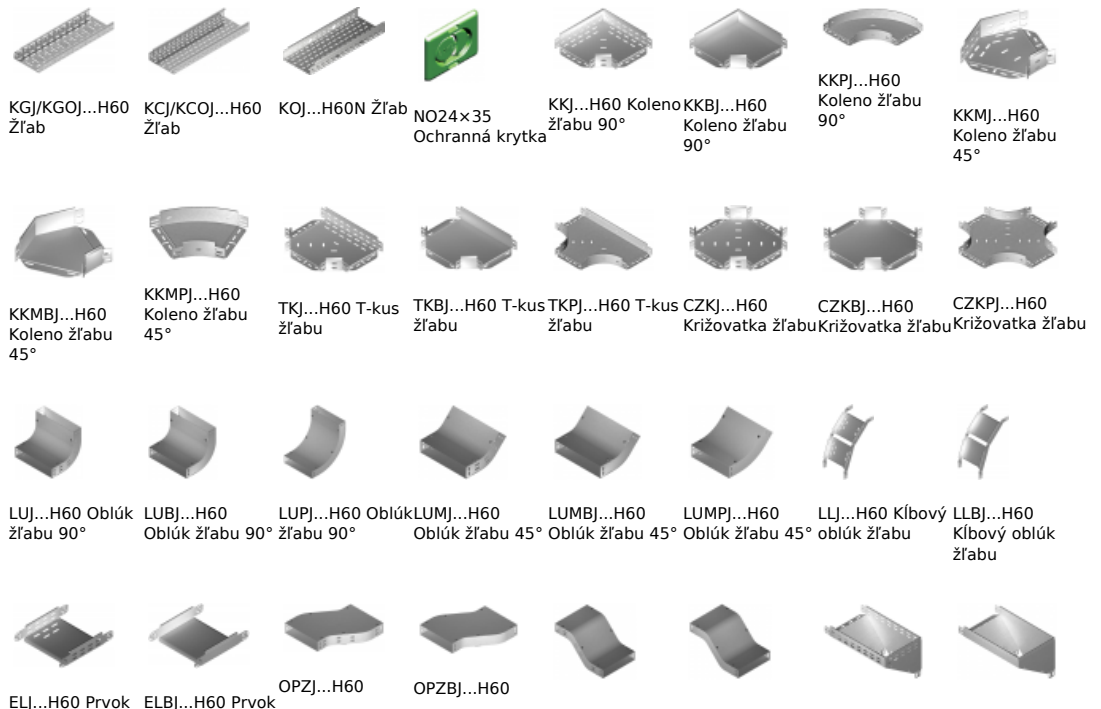 KGJ/KGOJ...H60
Žľab
KCJ/KCOJ...H60
Žľab
KOJ...H60N Žľab
NO24×35
Ochranná krytka
KKJ...H60 Koleno
žľabu 90°
KKBJ...H60
Koleno žľabu
90°
KKPJ...H60
Koleno žľabu
90°
KKMJ...H60
Koleno žľabu
45°
KKMBJ...H60
Koleno žľabu
45°
KKMPJ...H60
Koleno žľabu
45°
TKJ...H60 T-kus
žľabu
TKBJ...H60 T-kus
žľabu
TKPJ...H60 T-kus
žľabu
CZKJ...H60
Križovatka žľabu
CZKBJ...H60
Križovatka žľabu
CZKPJ...H60
Križovatka žľabu
LUJ...H60 Oblúk
žľabu 90°
LUBJ...H60
Oblúk žľabu 90°
LUPJ...H60 Oblúk
žľabu 90°
LUMJ...H60
Oblúk žľabu 45°
LUMBJ...H60
Oblúk žľabu 45°
LUMPJ...H60
Oblúk žľabu 45°
LLJ...H60 Kĺbový
oblúk žľabu
LLBJ...H60
Kĺbový oblúk
žľabu
ELJ...H60 Prvok
ELBJ...H60 Prvok
OPZJ...H60
OPZBJ...H60